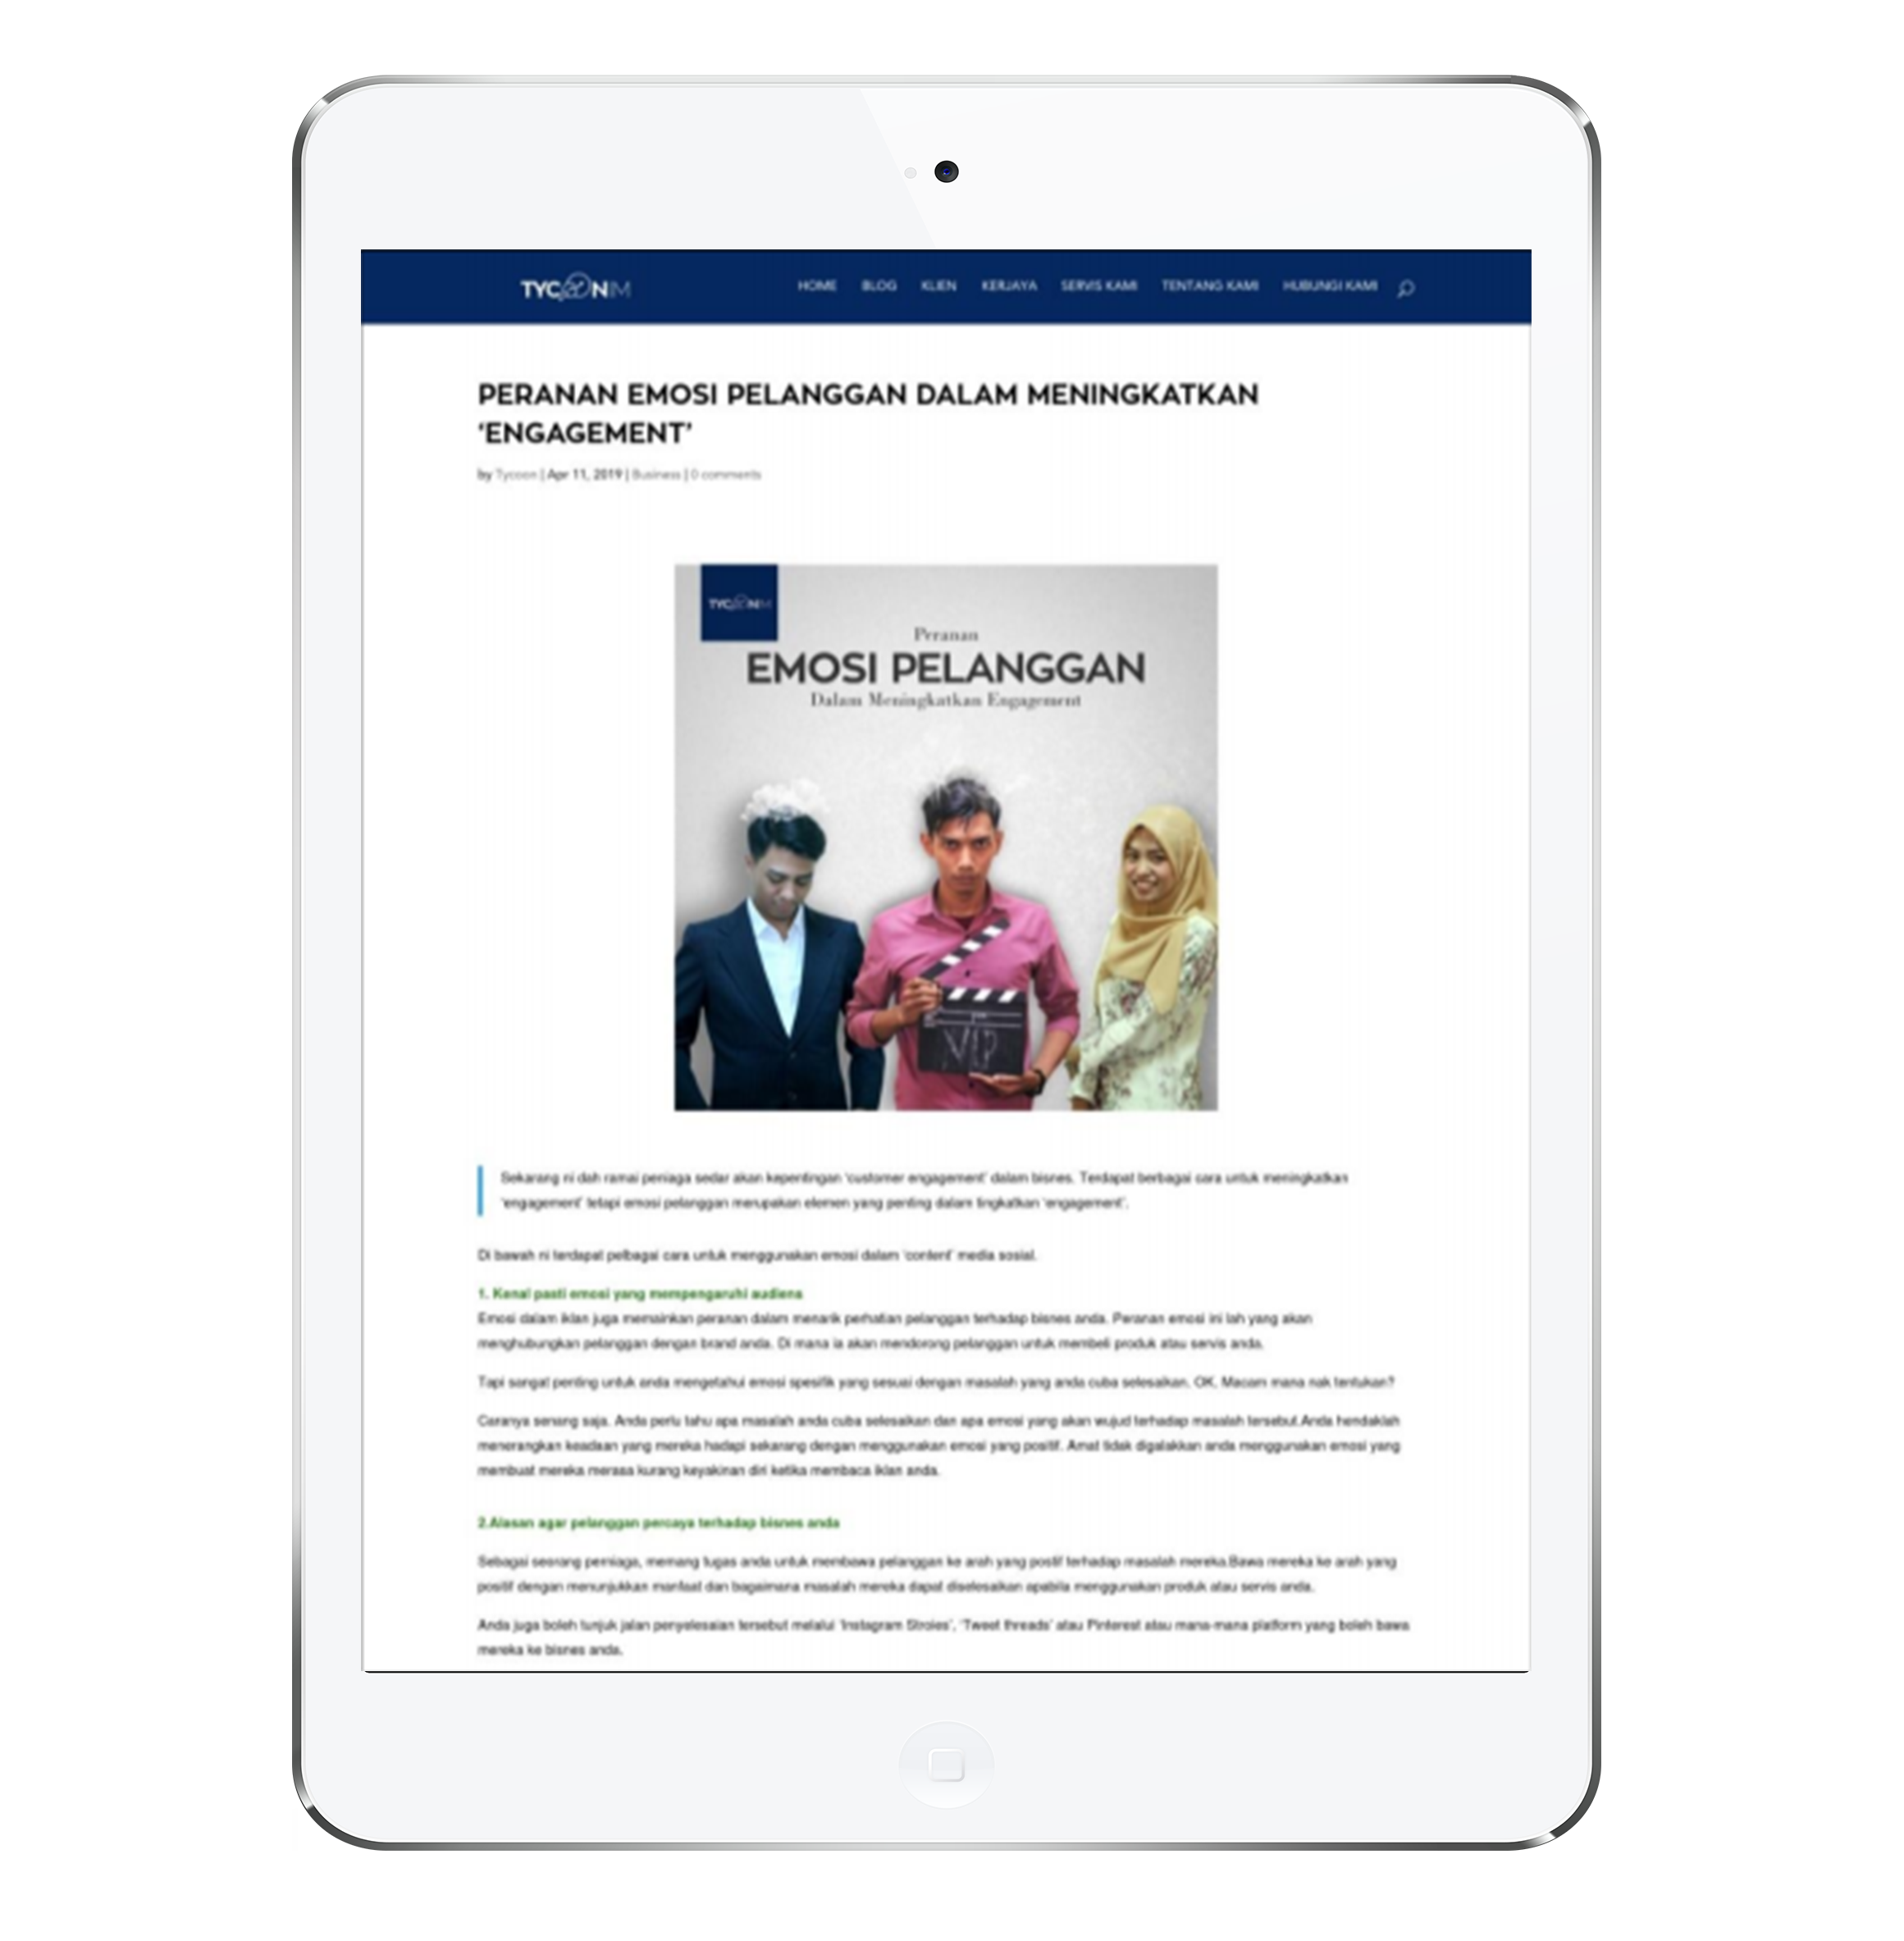 TYCOONIM
HOME BLOG KLIEN KERJAYA SERVIS KAMI TENTANG KAMI HUBUNGI KAMI
PERANAN EMOSI PELANGGAN DALAM MENINGKATKAN
‘ENGAGEMENT’
by Tycoon | Apr 11, 2019 | Business | 0 comments
TYCOONIM
Peranan
EMOSI PELANGGAN
Dalam Meningkatkan Engagement
Sekarang ni dah ramai peniaga sedar akan kepentingan ‘customer engagement’ dalam bisnes. Terdapat berbagai cara untuk meningkatkan
‘engagement’ tetapi emosi pelanggan merupakan elemen yang penting dalam tingkatkan ‘engagement’.
Di bawah ni terdapat pelbagai cara untuk menggunakan emosi dalam ‘content’ media sosial.
1. Kenal pasti emosi yang mempengaruhi audiens
Emosi dalam iklan juga memainkan peranan dalam menarik perhatian pelanggan terhadap bisnes anda. Peranan emosi ini lah yang akan
menghubungkan pelanggan dengan brand anda. Di mana ia akan mendorong pelanggan untuk membeli produk atau servis anda.
Tapi sangat penting untuk anda mengetahui emosi spesifik yang sesuai dengan masalah yang anda cuba selesaikan. OK. Macam mana nak tentukan?
Caranya senang saja. Anda perlu tahu apa masalah anda cuba selesaikan dan apa emosi yang akan wujud terhadap masalah tersebut.Anda hendaklah
menerangkan keadaan yang mereka hadapi sekarang dengan menggunakan emosi yang positif. Amat tidak digalakkan anda menggunakan emosi yang
membuat mereka merasa kurang keyakinan diri ketika membaca iklan anda.
2.Alasan agar pelanggan percaya terhadap bisnes anda
Sebagai seorang perniaga, memang tugas anda untuk membawa pelanggan ke arah yang postif terhadap masalah mereka.Bawa mereka ke arah yang
positif dengan menunjukkan manfaat dan bagaimana masalah mereka dapat diselesaikan apabila menggunakan produk atau servis anda.
Anda juga boleh tunjuk jalan penyelesaian tersebut melalui ‘Instagram Stroies’, ‘Tweet threads’ atau Pinterest atau mana-mana platform yang boleh bawa
mereka ke bisnes anda.